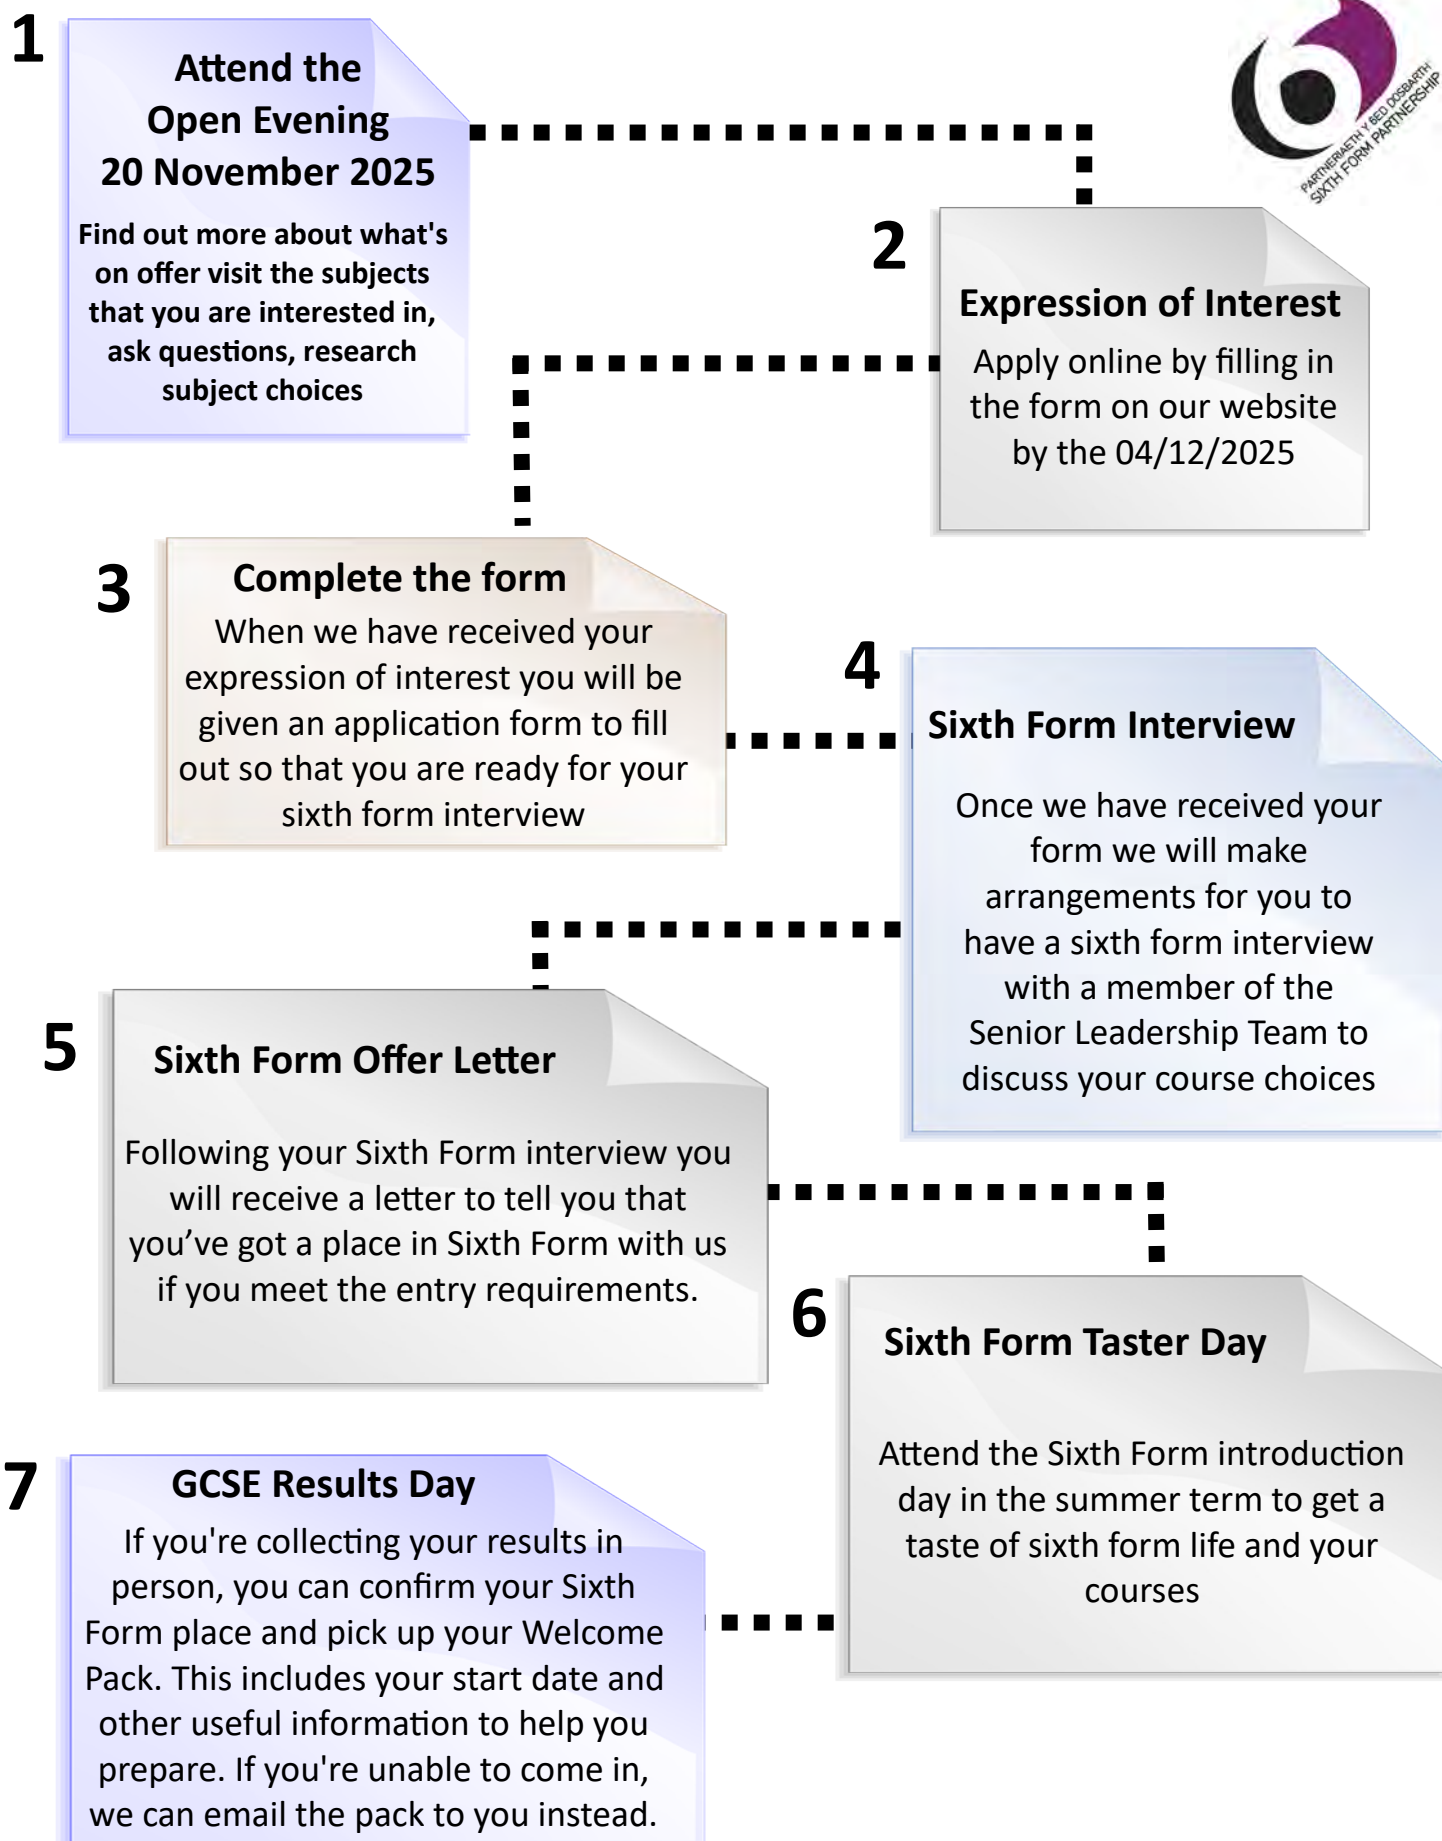 1
Attend the
Open Evening
20 November 2025
Find out more about what's
on offer visit the subjects
that you are interested in,
ask questions, research
subject choices
PARTNERIAETH Y 6ED DOSBARTH
SIXTH FORM PARTNERSHIP
2
Expression of Interest
Apply online by filling in
the form on our website
by the 04/12/2025
3
Complete the form
When we have received your
expression of interest you will be
given an application form to fill
out so that you are ready for your
sixth form interview
4
Sixth Form Interview
Once we have received your
form we will make
arrangements for you to
have a sixth form interview
with a member of the
Senior Leadership Team to
discuss your course choices
5
Sixth Form Offer Letter
Following your Sixth Form interview you
will receive a letter to tell you that
you’ve got a place in Sixth Form with us
if you meet the entry requirements.
6
Sixth Form Taster Day
Attend the Sixth Form introduction
day in the summer term to get a
taste of sixth form life and your
courses
7
GCSE Results Day
If you're collecting your results in
person, you can confirm your Sixth
Form place and pick up your Welcome
Pack. This includes your start date and
other useful information to help you
prepare. If you're unable to come in,
we can email the pack to you instead.